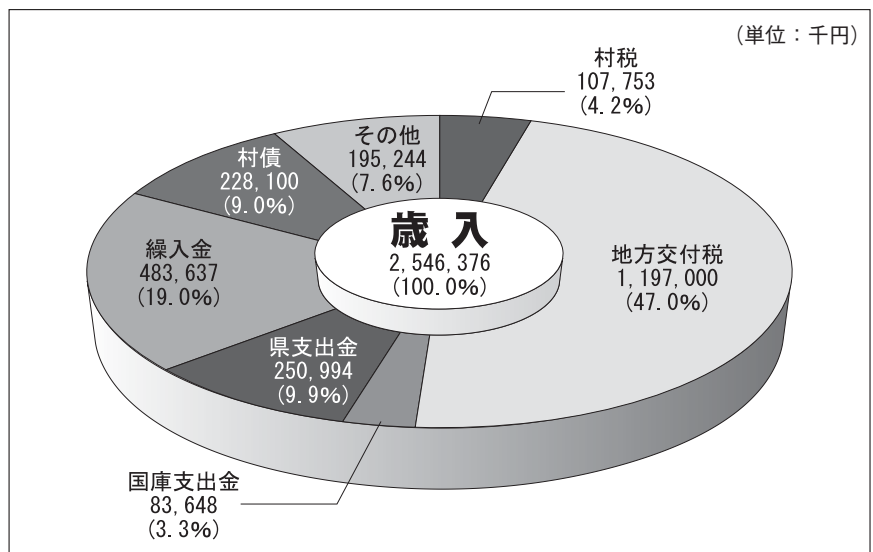 (単位：千円)
村税
107,753
(4.2%)
地方交付税
1,197,000
(47.0%)
国庫支出金
83,648
(3.3%)
県支出金
250,994
(9.9%)
繰入金
483,637
(19.0%)
村債
228,100
(9.0%)
その他
195,244
(7.6%)
歳入
2,546,376
(100.0%)